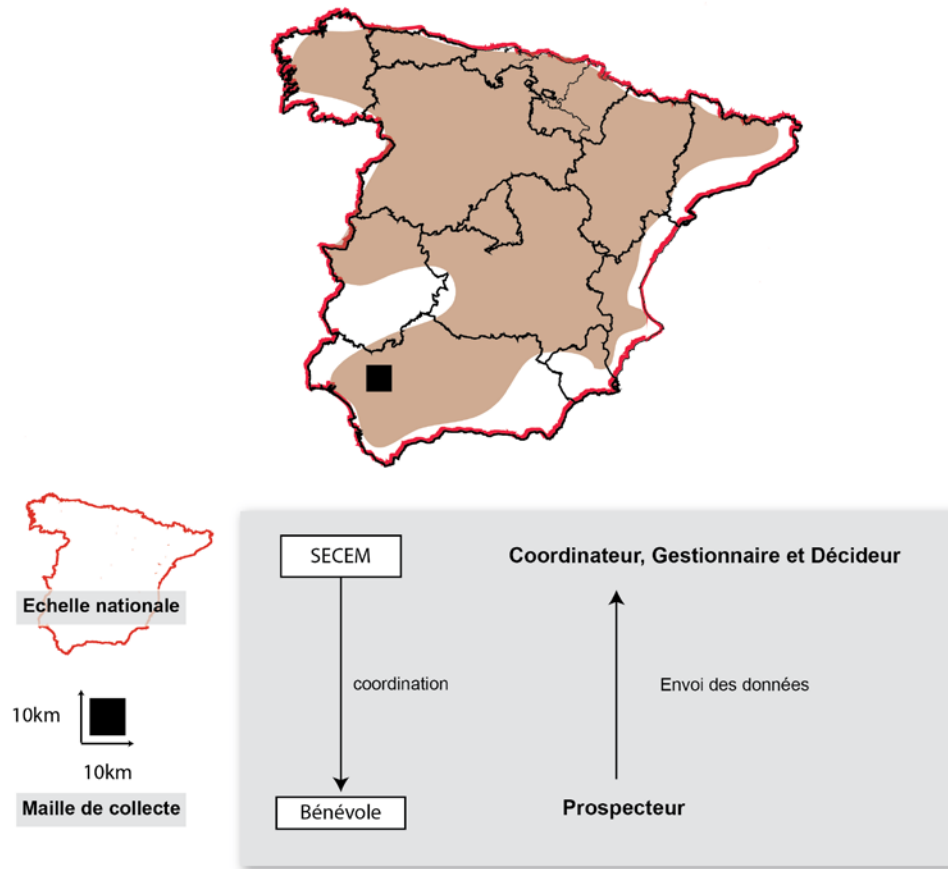 Echelle nationale
10km
10km
Maille de collecte
SECEM
Coordinateur, Gestionnaire et Décideur
coordination
Envoi des données
Bénévole
Prospecteur